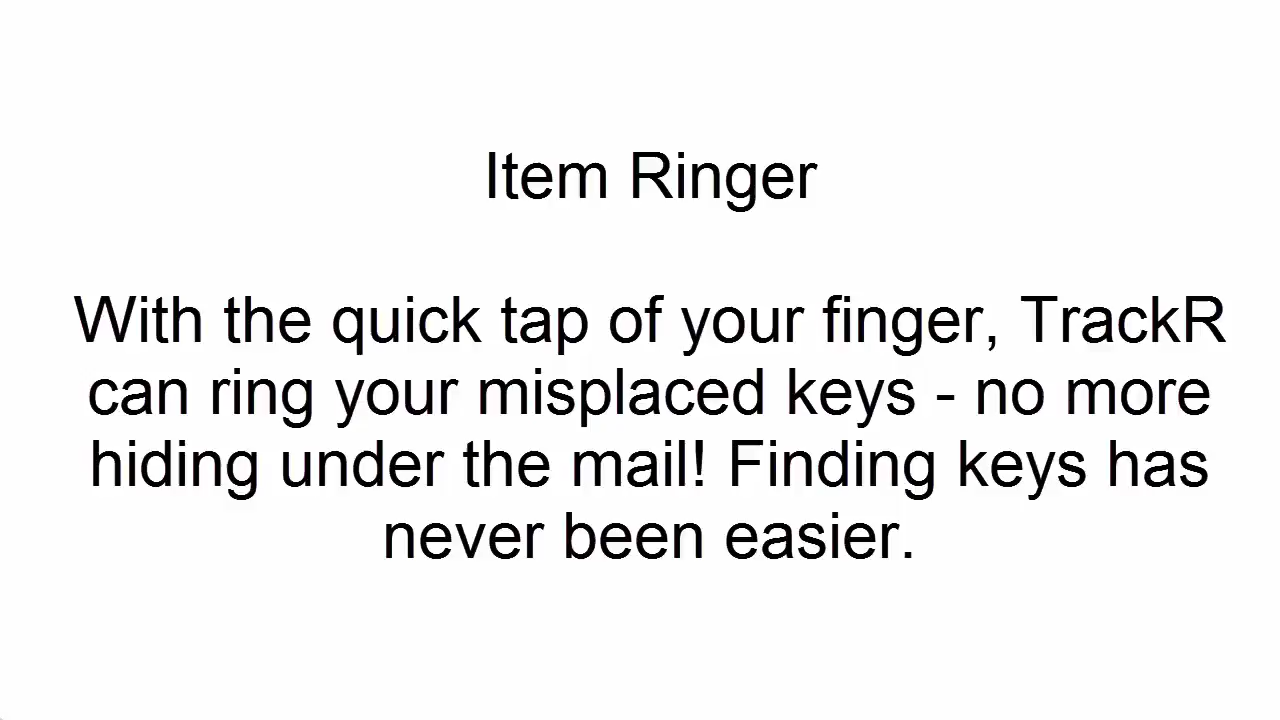 Item Ringer
With the quick tap of your finger, TrackR
can ring your misplaced keys - no more
hiding under the mail! Finding keys has
never been easier.